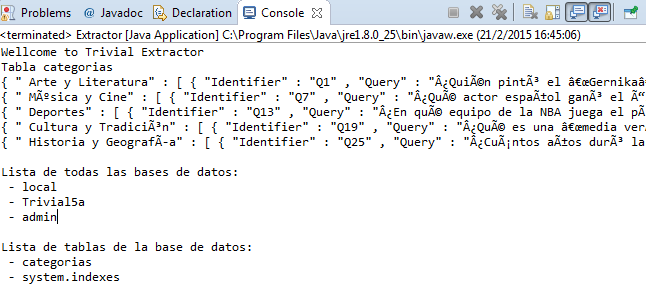 Problems @ Javadoc Declaration Console
<terminated> Extractor [Java Application] C:\Program Files\Java\jre1.8.0_25\bin\javaw.exe (21/2/2015 16:45:06)
Wellcome to Trivial Extractor
Tabla categorias
{ " Arte y Literatura" : [ { "Identifier" : "Q1" , "Query" : "Â¿QuiÃ©n pintÃ³ el â€œGernikaâ
{ " MÃºsica y Cine" : [ { "Identifier" : "Q7" , "Query" : "Â¿QuÃ© actor espaÃ±ol ganÃ³ el Ã“
{ " Deportes" : [ { "Identifier" : "Q13" , "Query" : "Â¿En quÃ© equipo de la NBA juega el pÃ
{ " Cultura y TradiciÃ³n" : [ { "Identifier" : "Q19" , "Query" : "Â¿QuÃ© es una â€œmedia ver
{ " Historia y GeografÃ­a" : [ { "Identifier" : "Q25" , "Query" : "Â¿CuÃ¡ntos aÃ±os durÃ³ la
Lista de todas las bases de datos:
- local
- Trivial5a
- admin
Lista de tablas de la base de datos:
- categorias
- system.indexes